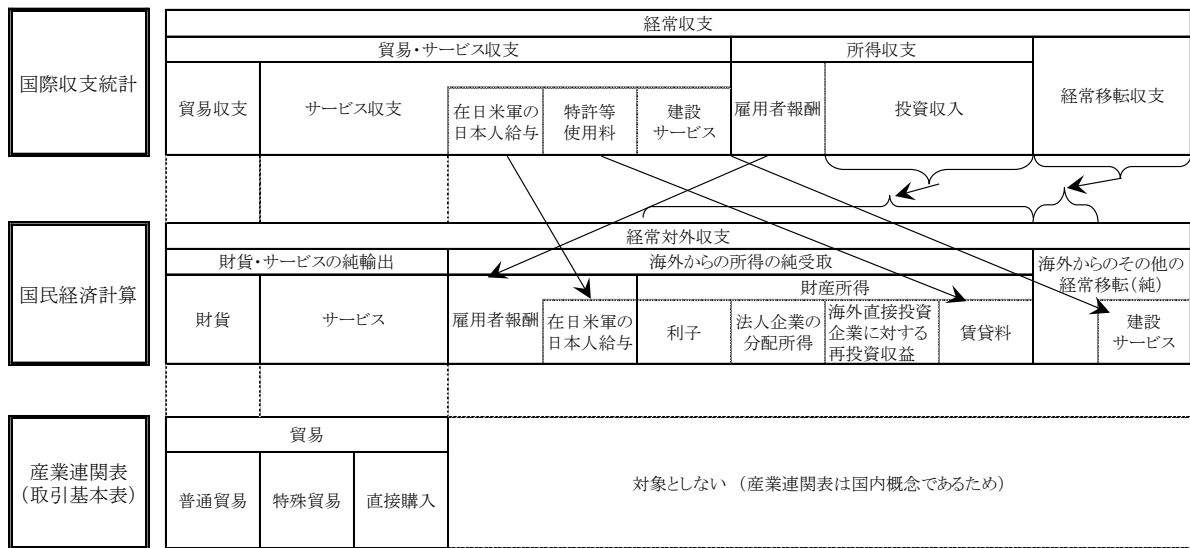 国際収支統計
経常収支
貿易・サービス収支
所得収支
経常移転収支
貿易収支
サービス収支
在日米軍の
日本人給与
特許等
使用料
建設
サービス
雇用者報酬
投資収入
国民経済計算
経常対外収支
財貨・サービスの純輸出
海外からの所得の純受取
海外からのその他の
経常移転(純)
財貨
サービス
雇用者報酬
在日米軍の
日本人給与
財産所得
利子
法人企業の
分配所得
海外直接投資
企業に対する
再投資収益
賃貸料
建設
サービス
産業連関表
(取引基本表)
貿易
普通貿易
特殊貿易
直接購入
対象としない (産業連関表は国内概念であるため)